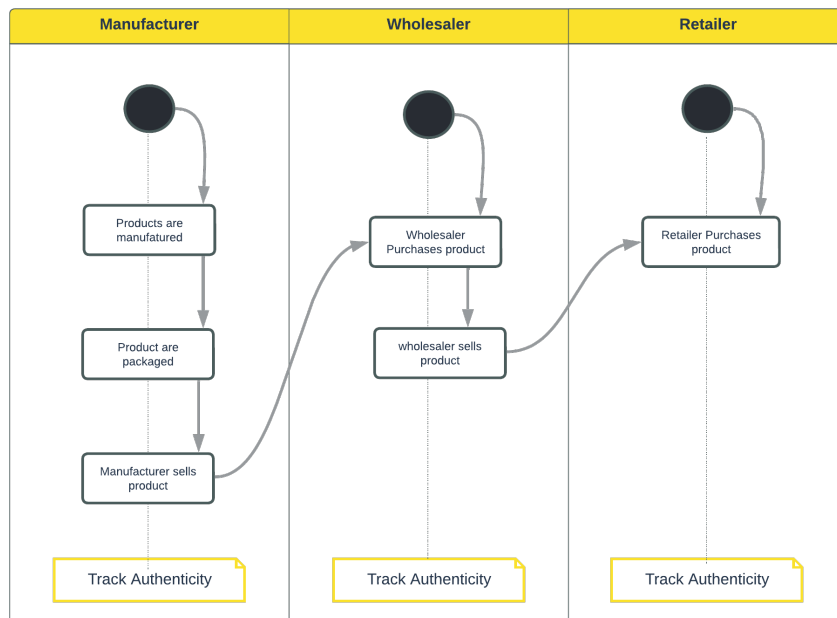 Manufacturer
Wholesaler
Retailer
Products are
manufatured
Product are
packaged
Manufacturer sells
product
Wholesaler
Purchases product
wholesaler sells
product
Retailer Purchases
product
Track Authenticity
Track Authenticity
Track Authenticity